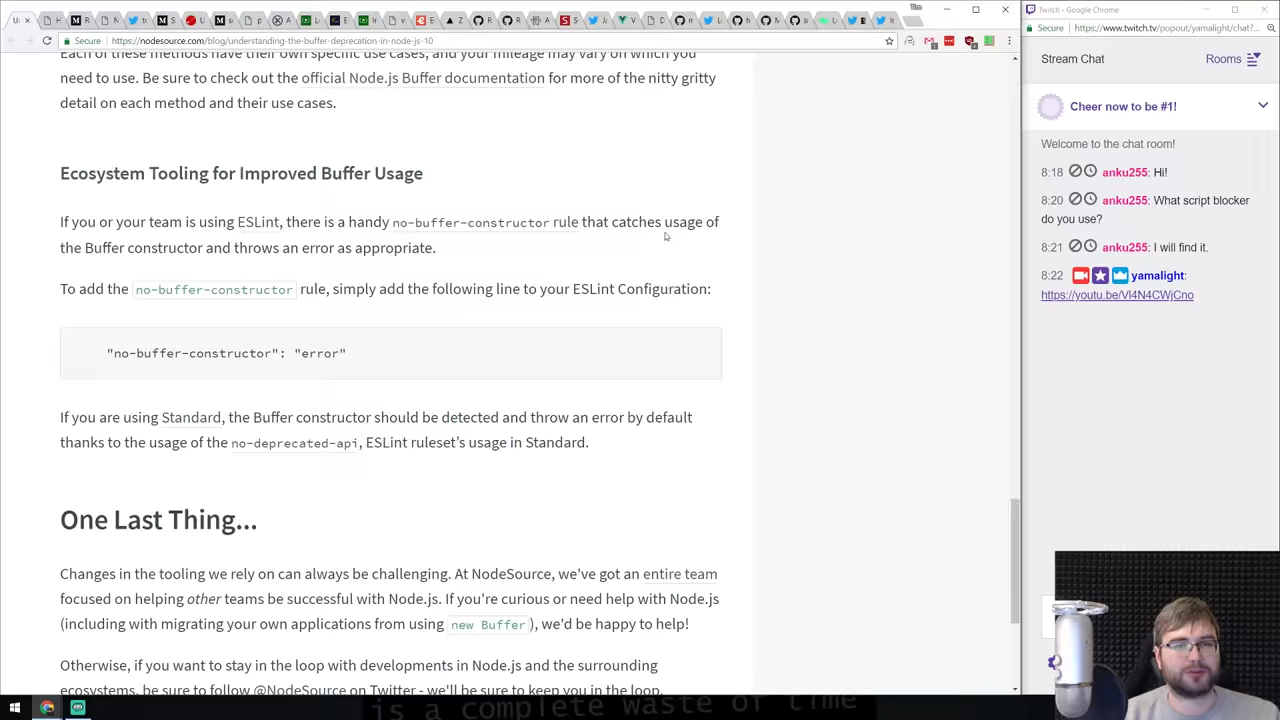 Tim
Twitch - Google Chrome
Secure
https://nodesource.com/blog/understanding-the-buffer-deprecation-in-node-js-10
Secure
https://www.twitch.tv/popout/yamalight/chat?...
Each of these methods have their own specific use cases, and your mileage may vary on which you
need to use. Be sure to check out the official Node.js Buffer documentation for more of the nitty gritty
detail on each method and their use cases.
Ecosystem Tooling for Improved Buffer Usage
If you or your team is using ESLint, there is a handy no-buffer-constructor rule that catches usage of
the Buffer constructor and throws an error as appropriate.
To add the no-buffer-constructor rule, simply add the following line to your ESLint Configuration:
"no-buffer-constructor": "error"
If you are using Standard, the Buffer constructor should be detected and throw an error by default
thanks to the usage of the no-deprecated-api, ESLint ruleset's usage in Standard.
One Last Thing...
Changes in the tooling we rely on can always be challenging. At NodeSource, we've got an entire team
focused on helping other teams be successful with Node.js. If you're curious or need help with Node.js
(including with migrating your own applications from using new Buffer), we'd be happy to help!
Otherwise, if you want to stay in the loop with developments in Node.js and the surrounding
ecosystems, be sure to follow @NodeSource on Twitter - we'll be sure to keep you in the loop.
Stream Chat
Rooms
Cheer now to be #1!
Welcome to the chat room!
8:18 anku255: Hi!
8:20 anku255: What script blocker
do you use?
8:21 anku255: I will find it.
8:22 yamalight:
https://youtu.be/Vl4N4CWjCno
is a complete waste of time